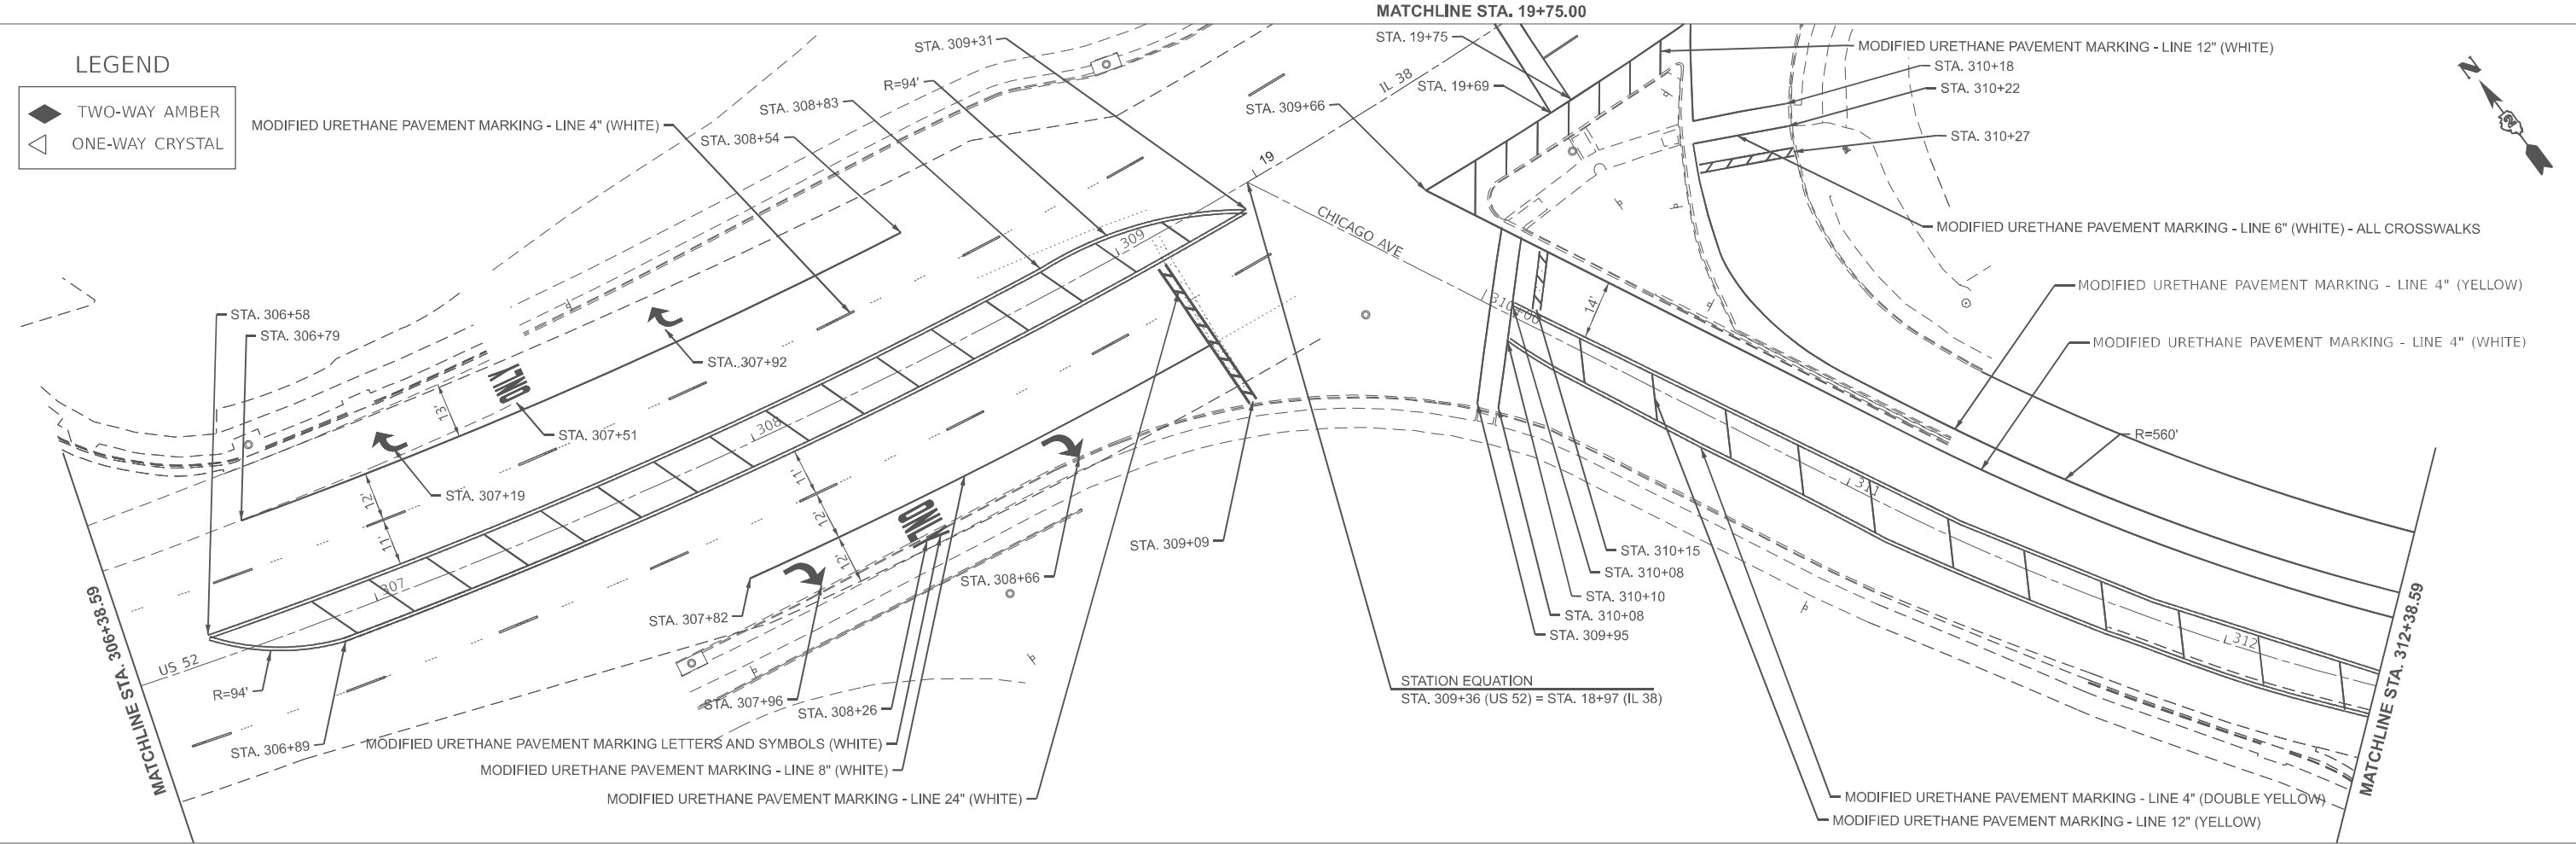 MATCHLINE STA. 19+75.00
LEGEND
TWO-WAY AMBER
ONE-WAY CRYSTAL
MODIFIED URETHANE PAVEMENT MARKING - LINE 4" (WHITE)
STA. 309+31
R=94'
STA. 308+83
STA. 308+54
STA. 309+66
IL 38
19
STA. 19+75
STA. 19+69
MODIFIED URETHANE PAVEMENT MARKING - LINE 12" (WHITE)
STA. 310+18
STA. 310+22
STA. 310+27
N
MODIFIED URETHANE PAVEMENT MARKING - LINE 6" (WHITE) - ALL CROSSWALKS
MODIFIED URETHANE PAVEMENT MARKING - LINE 4" (YELLOW)
MODIFIED URETHANE PAVEMENT MARKING - LINE 4" (WHITE)
R=560'
CHICAGO AVE
309
310+00
14'
311
312
STA. 306+58
STA. 306+79
STA. 307+92
ONLY
13'
STA. 307+51
STA. 307+19
308
12'
11'
11'
12'
12'
307
ONLY
STA. 309+09
STA. 308+66
STA. 307+82
STA. 310+15
STA. 310+08
STA. 310+10
STA. 310+08
STA. 309+95
MATCHLINE STA. 306+38.59
US 52
R=94'
STA. 306+89
STA. 307+96
STA. 308+26
MODIFIED URETHANE PAVEMENT MARKING LETTERS AND SYMBOLS (WHITE)
MODIFIED URETHANE PAVEMENT MARKING - LINE 8" (WHITE)
MODIFIED URETHANE PAVEMENT MARKING - LINE 24" (WHITE)
STATION EQUATION
STA. 309+36 (US 52) = STA. 18+97 (IL 38)
MODIFIED URETHANE PAVEMENT MARKING - LINE 4" (DOUBLE YELLOW)
MODIFIED URETHANE PAVEMENT MARKING - LINE 12" (YELLOW)
MATCHLINE STA. 312+38.59